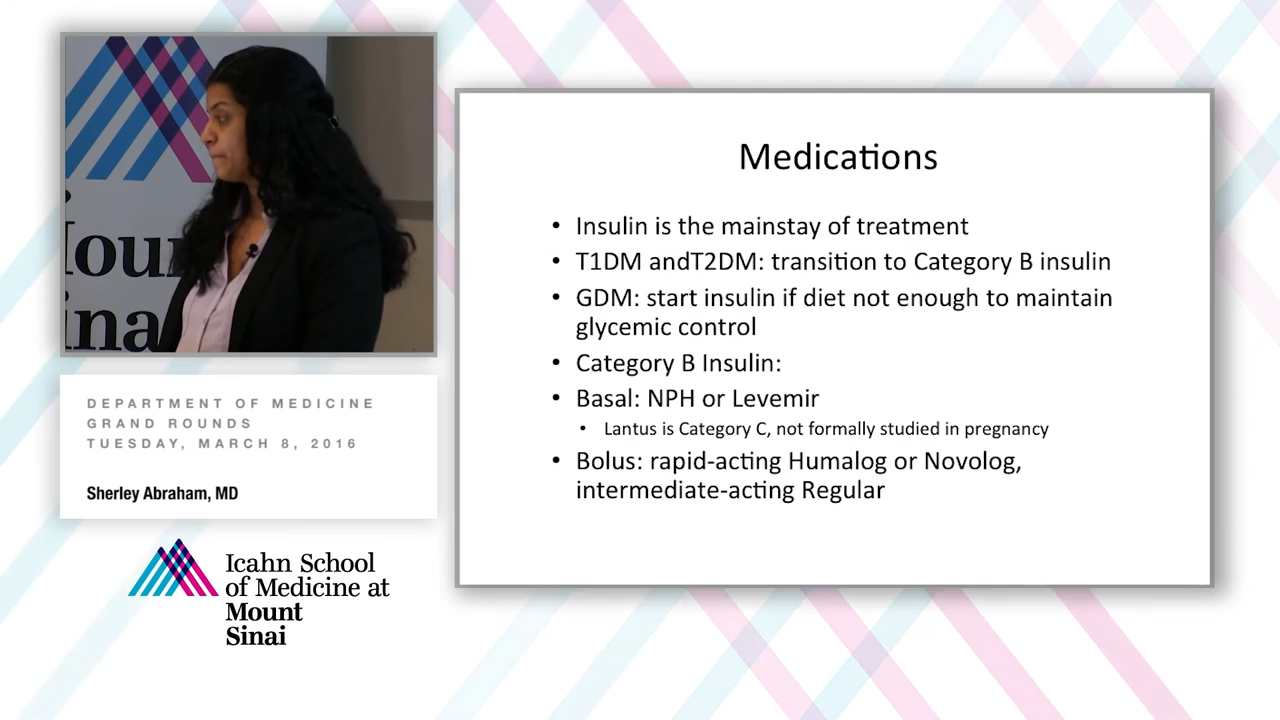 Mount
Sinai
DEPARTMENT OF MEDICINE
GRAND ROUNDS
TUESDAY, MARCH 8, 2016
Sherley Abraham, MD
Icahn School
of Medicine at
Mount
Sinai
Medications
• Insulin is the mainstay of treatment
• T1DM andT2DM: transition to Category B insulin
• GDM: start insulin if diet not enough to maintain
glycemic control
• Category B Insulin:
• Basal: NPH or Levemir
• Lantus is Category C, not formally studied in pregnancy
• Bolus: rapid-acting Humalog or Novolog,
intermediate-acting Regular